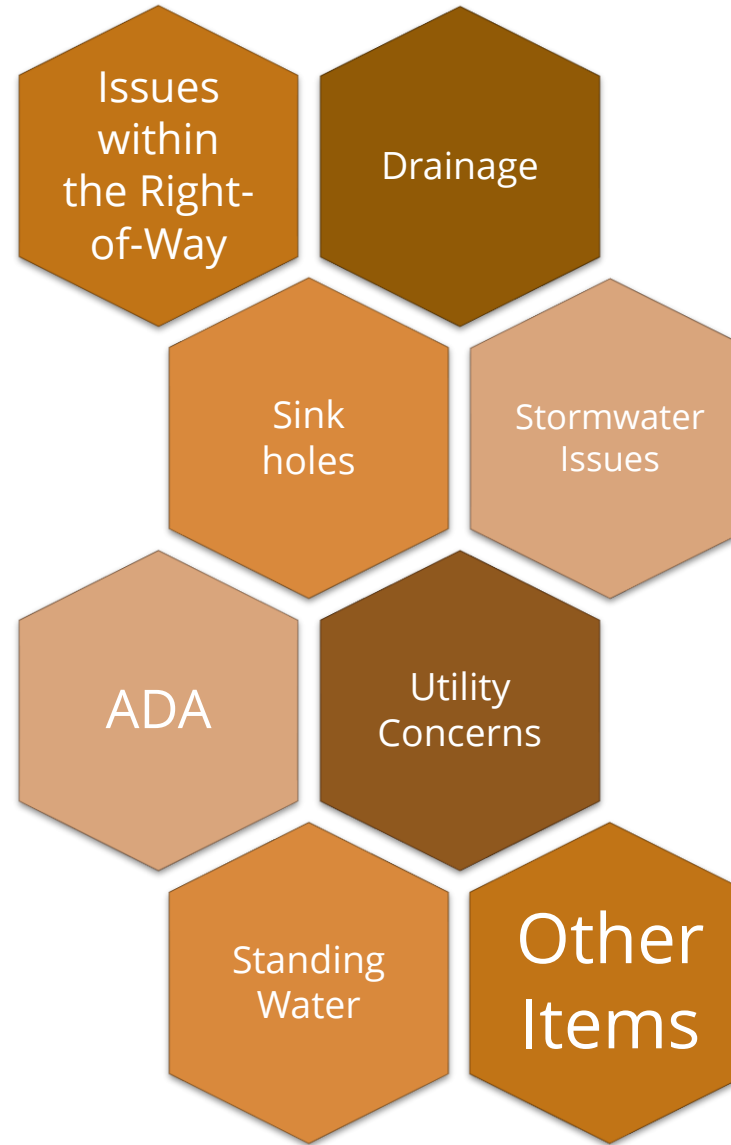 Issues
within
the Right-
of-Way
Drainage
Sink
holes
Stormwater
Issues
ADA
Utility
Concerns
Standing
Water
Other
Items